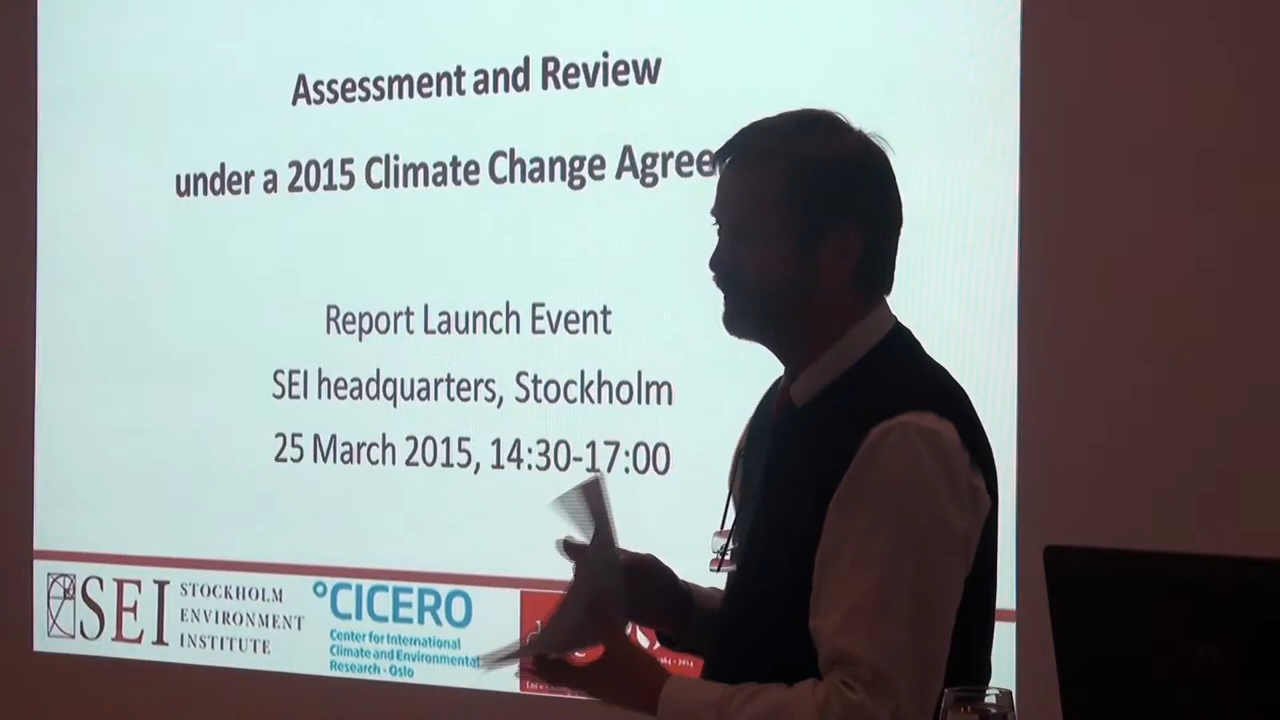 Assessment and Review
under a 2015 Climate Change Agree
Report Launch Event
SEI headquarters, Stockholm
25 March 2015, 14:30-17:00
SEI
STOCKHOLM
ENVIRONMENT
INSTITUTE
°CICERO
Center for International
Climate and Environmental
Research - Oslo